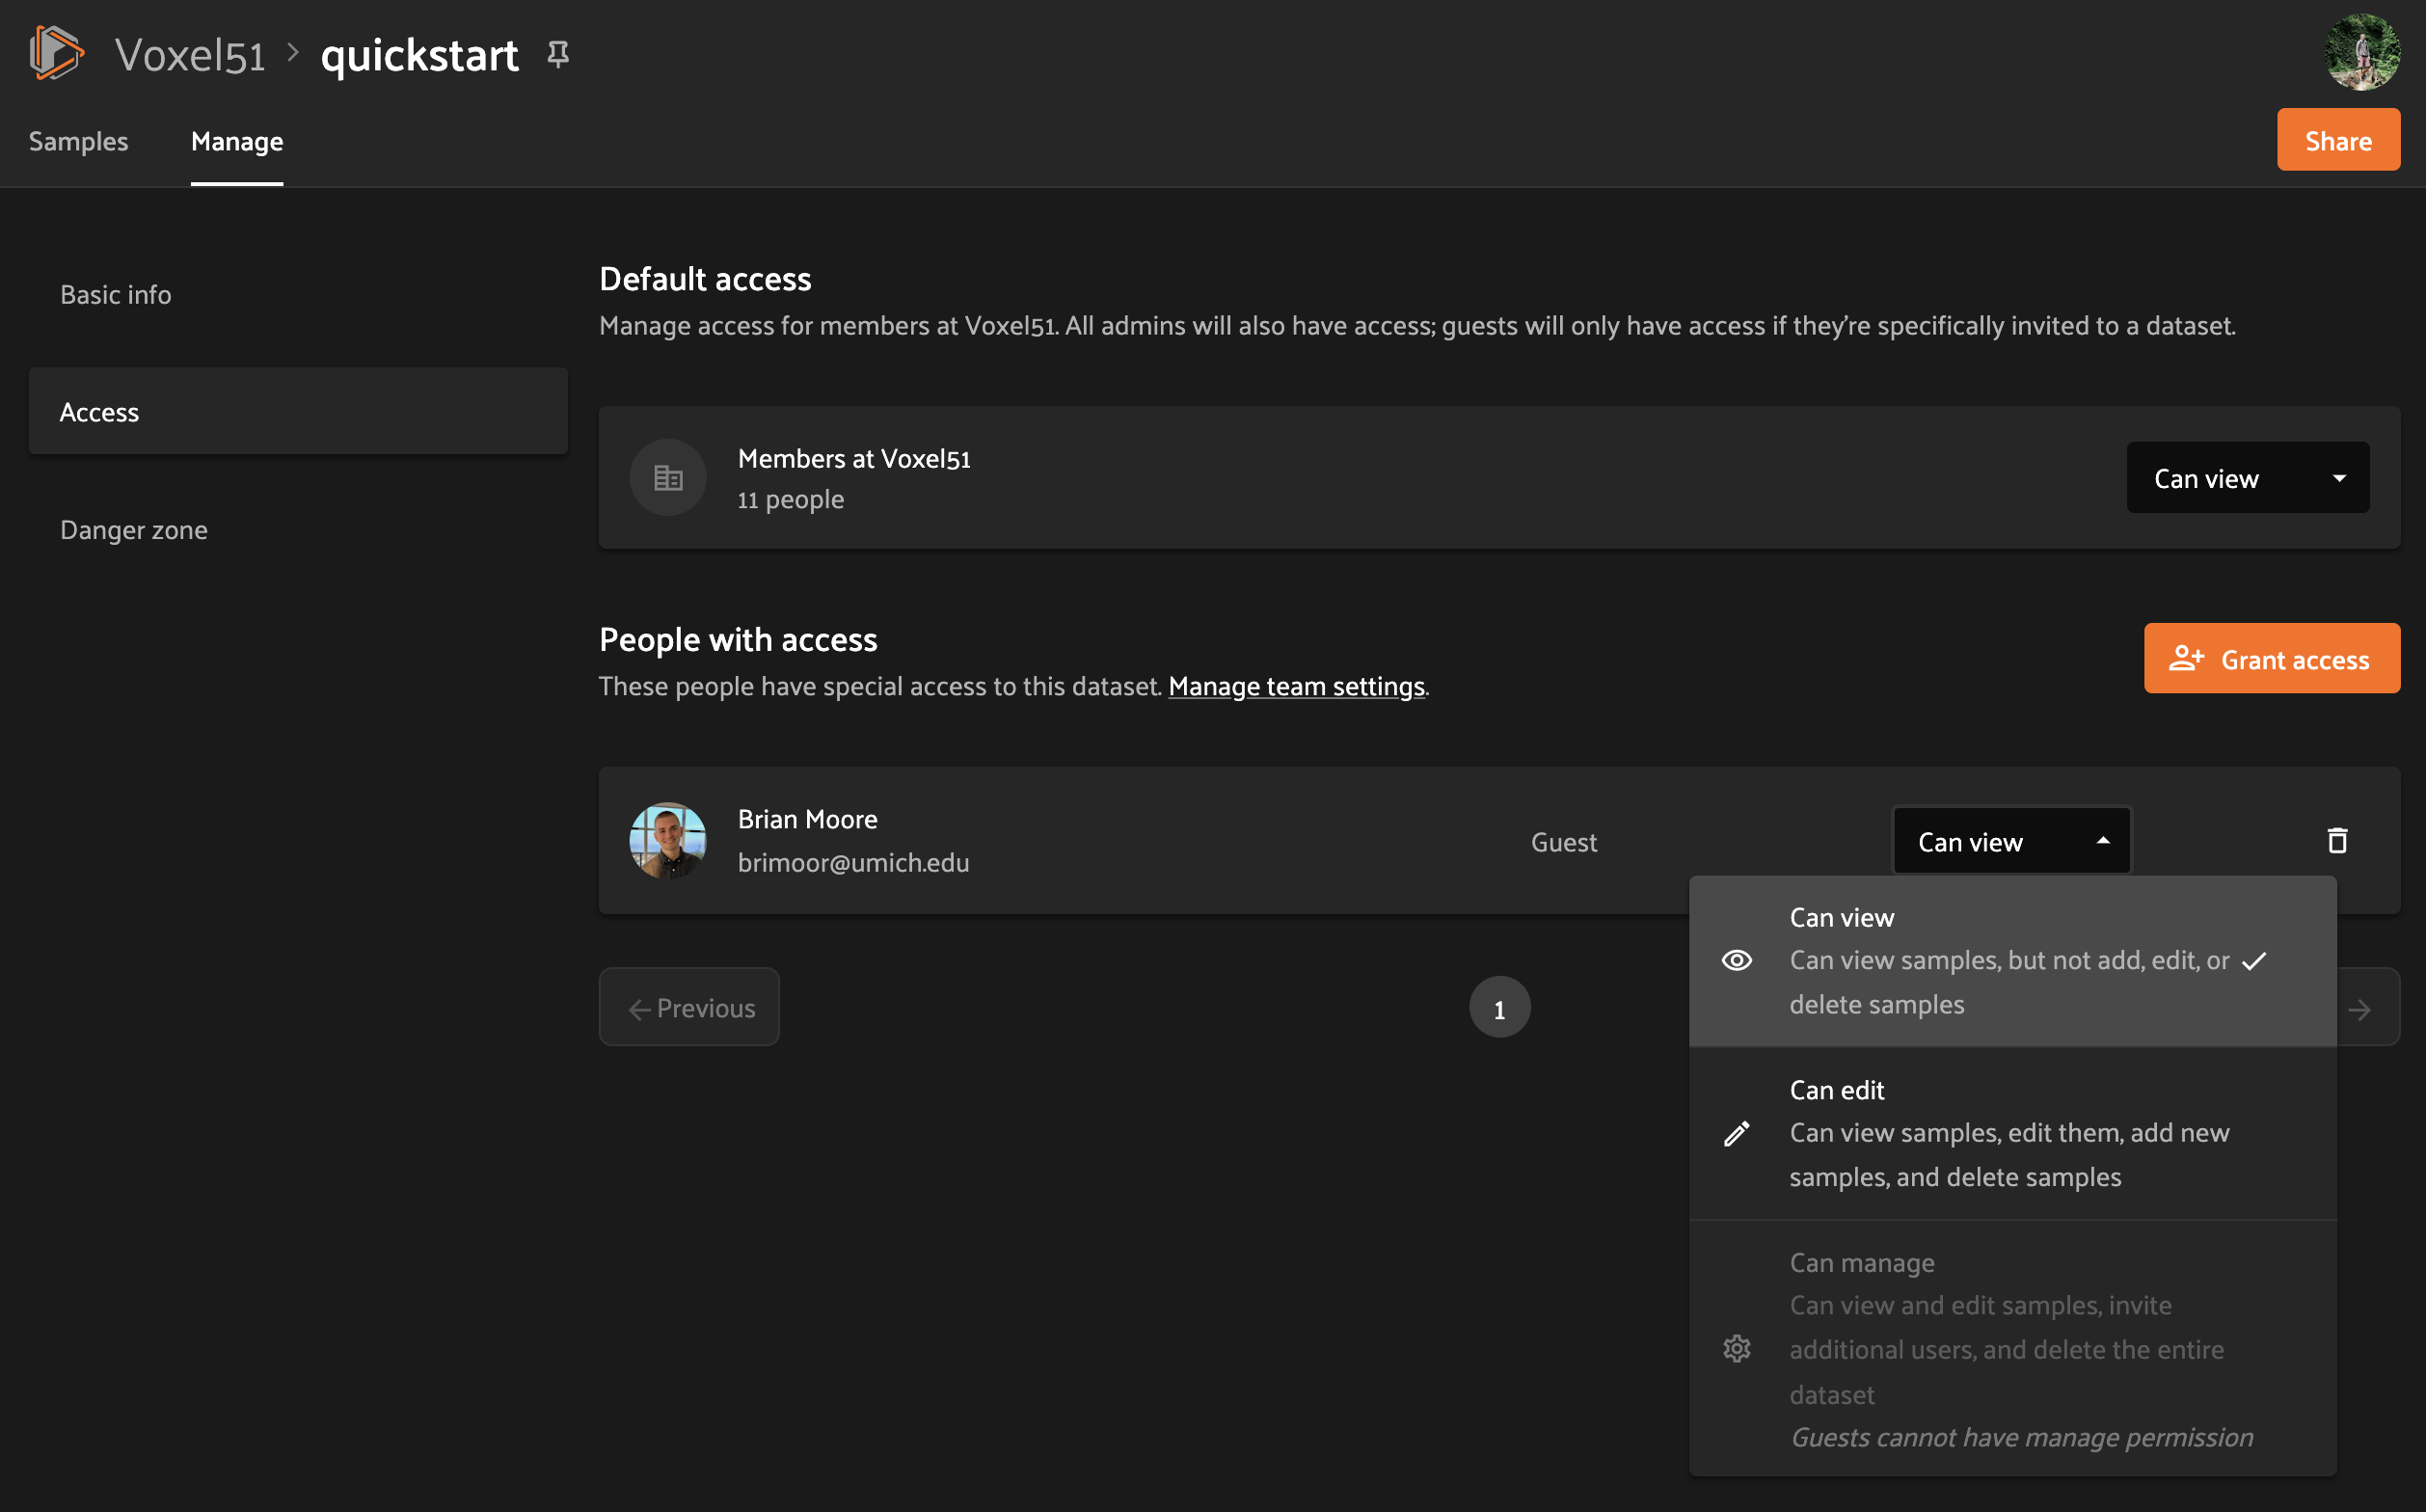 Voxel51 > quickstart
Samples
Manage
Share
Basic info
Access
Danger zone
Default access
Manage access for members at Voxel51. All admins will also have access; guests will only have access if they're specifically invited to a dataset.
Members at Voxel51
11 people
Can view
People with access
These people have special access to this dataset. Manage team settings.
Grant access
Brian Moore
brimoor@umich.edu
Guest
Can view
Can view
Can view samples, but not add, edit, or
delete samples
Can edit
Can view samples, edit them, add new
samples, and delete samples
Can manage
Can view and edit samples, invite
additional users, and delete the entire
dataset
Guests cannot have manage permission
Previous
1